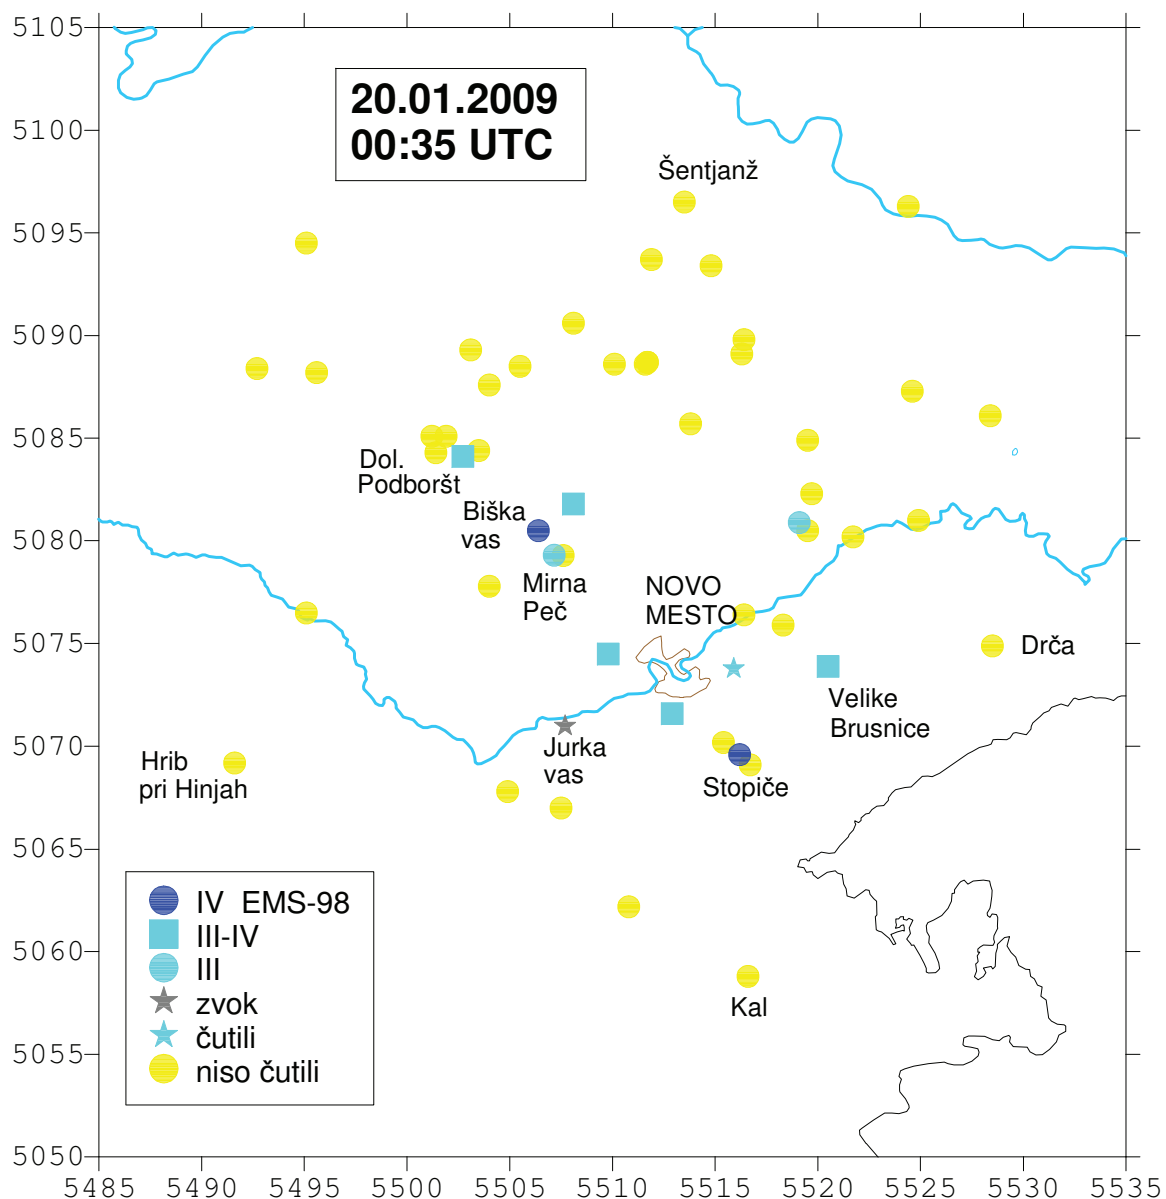 5105
20.01.2009
00:35 UTC
5100
Šentjanž
5095
5090
5085
Dol.
Podboršt
Biška
vas
5080
Mirna
Peč
NOVO
MESTO
5075
Drča
Velike
Brusnice
5070
Jurka
vas
Hrib
pri Hinjah
Stopiče
5065
IV EMS-98
III-IV
III
zvok
čutili
niso čutili
5060
Kal
5055
5050
5485 5490 5495 5500 5505 5510 5515 5520 5525 5530 5535